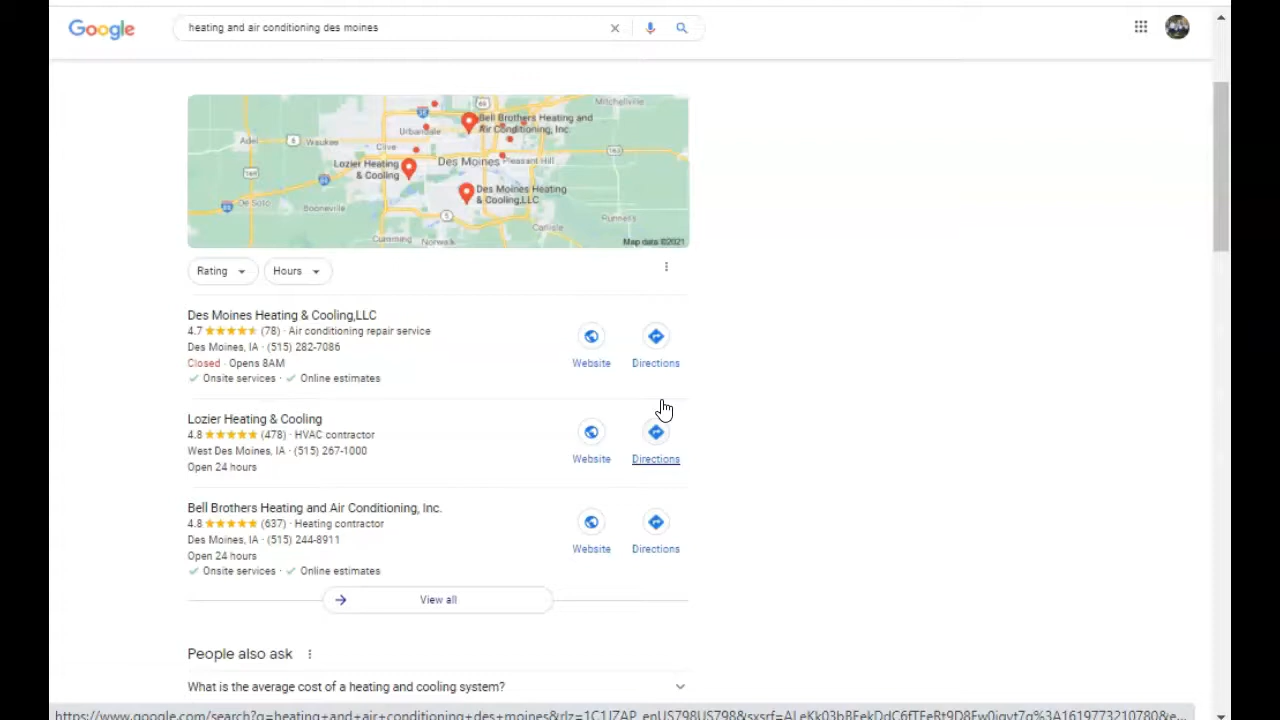 Google
heating and air conditioning des moines
Mitchellville
69
Bell Brothers Heating and
Air Conditioning, Inc.
Urbandale
Adel
6
Waukee
Clive
163
Lozier Heating
& Cooling
Des Moines
Pleasant Hill
169
Des Moines Heating
& Cooling,LLC
De Soto
Booneville
5
Runnells
Carlisle
Cumming
Norwalk
Map data ©2021
Rating
Hours
Des Moines Heating & Cooling,LLC
4.7 (78) · Air conditioning repair service
Des Moines, IA · (515) 282-7086
Closed · Opens 8AM
Onsite services · Online estimates
Website
Directions
Lozier Heating & Cooling
4.8 (478) · HVAC contractor
West Des Moines, IA · (515) 267-1000
Open 24 hours
Website
Directions
Bell Brothers Heating and Air Conditioning, Inc.
4.8 (637) · Heating contractor
Des Moines, IA · (515) 244-8911
Open 24 hours
Onsite services · Online estimates
Website
Directions
View all
People also ask
What is the average cost of a heating and cooling system?